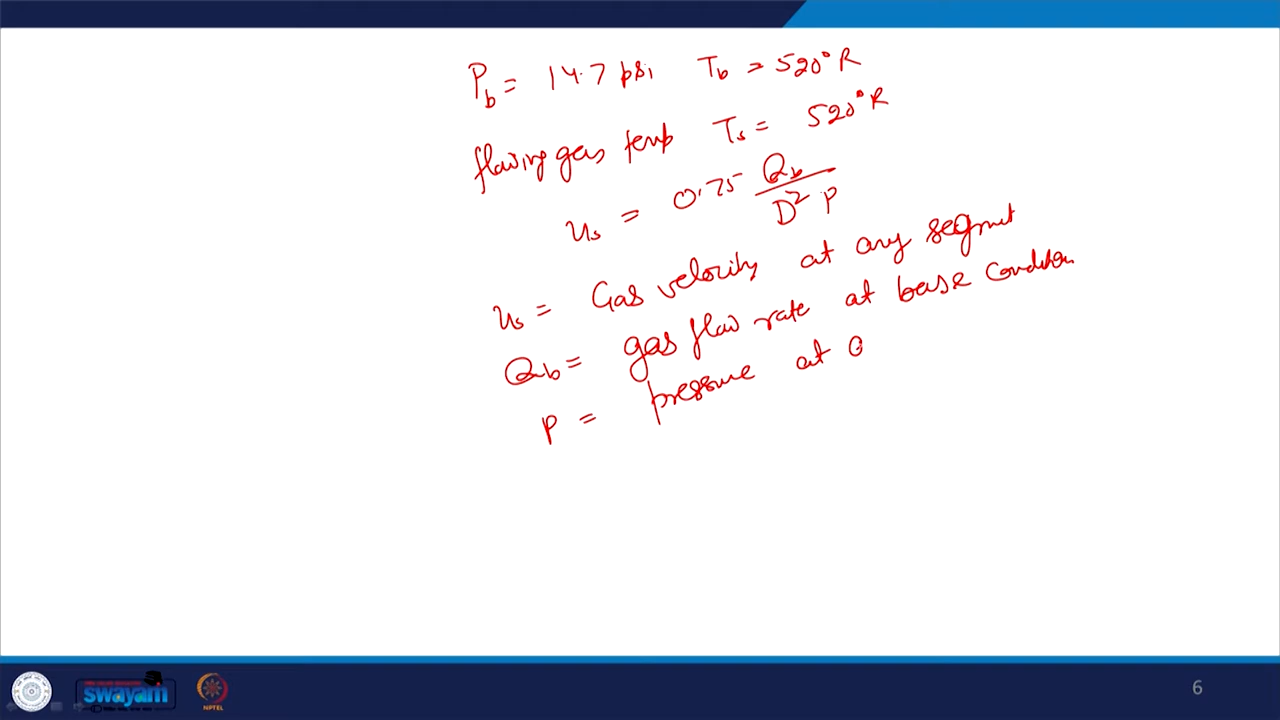 P_b = 14.7 psi T_b = 520°R
flowing gas temp T_s = 520°R
u_s = 0.75 Q_b / D² P
u_s = Gas velocity at any segment
Q_b = gas flow rate at base condition
P = pressure at a
6
swayam
NPTEL